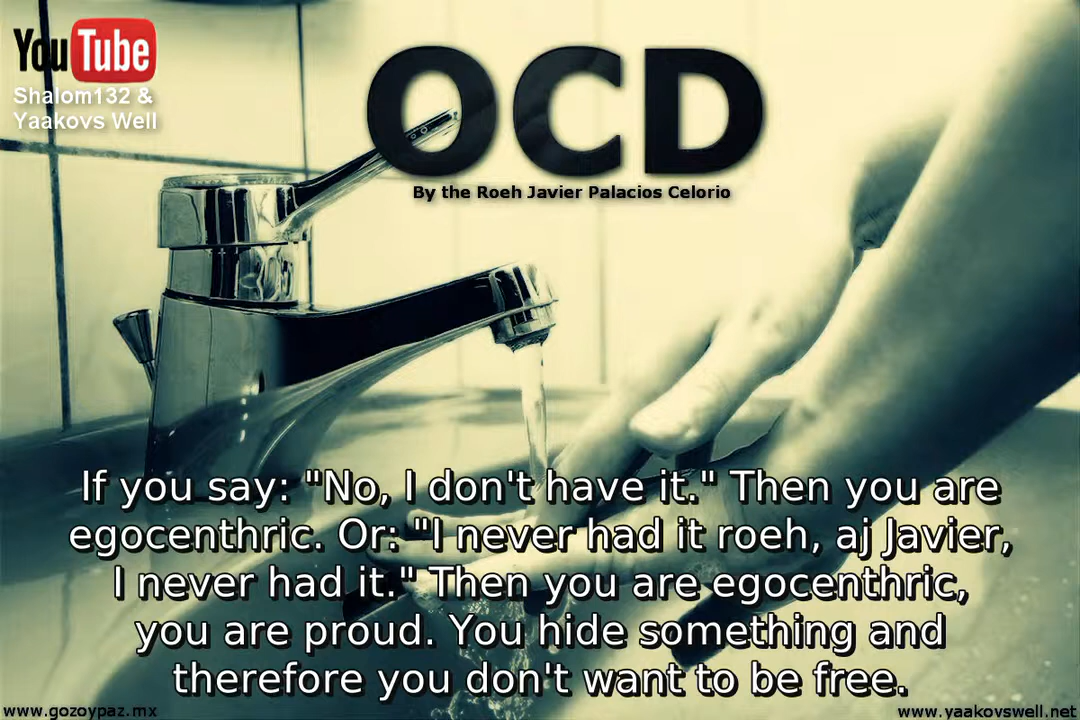 YouTube
Shalom132 &
Yaakovs Well
OCD
By the Roeh Javier Palacios Celorio
If you say: "No, I don't have it." Then you are
egocenthric. Or: "I never had it roeh, aj Javier,
I never had it." Then you are egocenthric,
you are proud. You hide something and
therefore you don't want to be free.
www.gozoypaz.mx
www.yaakovswell.net